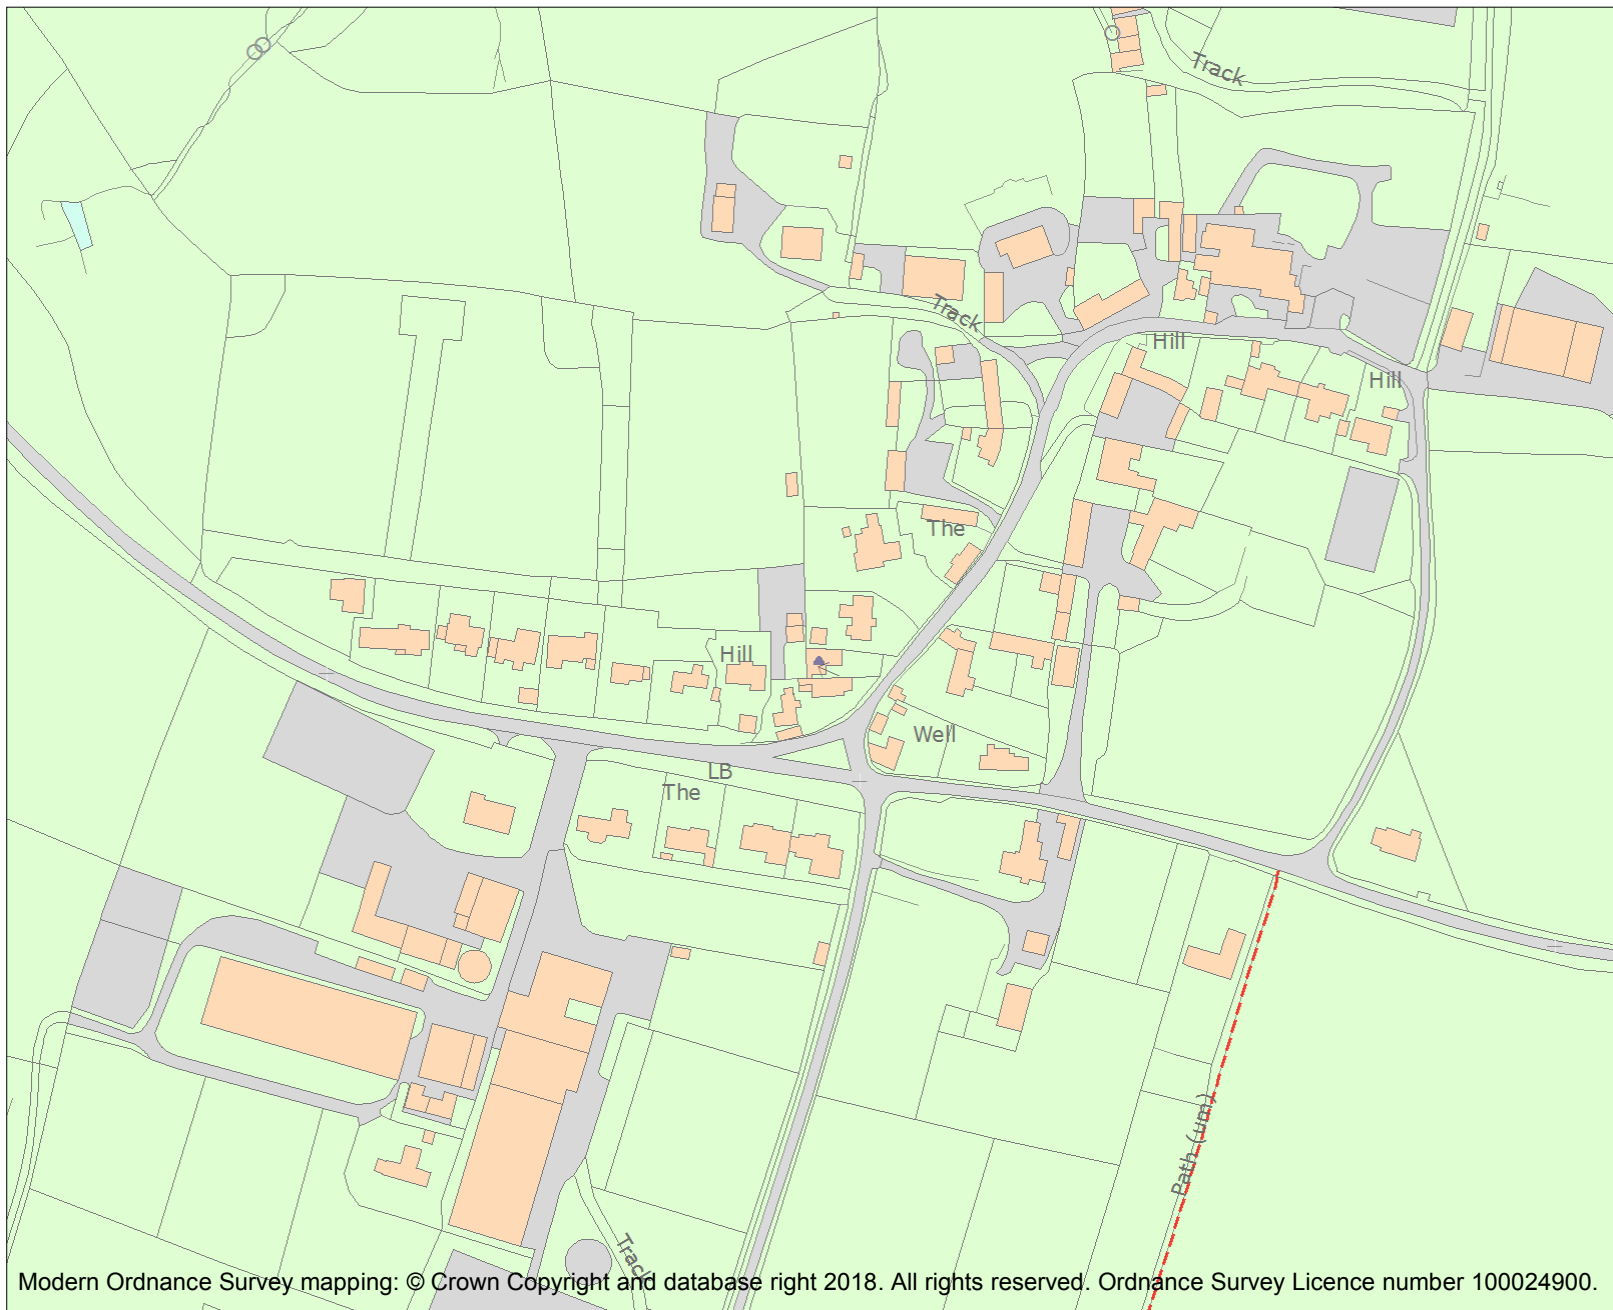 Track
Track
Hill
Hill
The
Hill
Well
LB
The
Path (um)
Track
Modern Ordnance Survey mapping: © Crown Copyright and database right 2018. All rights reserved. Ordnance Survey Licence number 100024900.